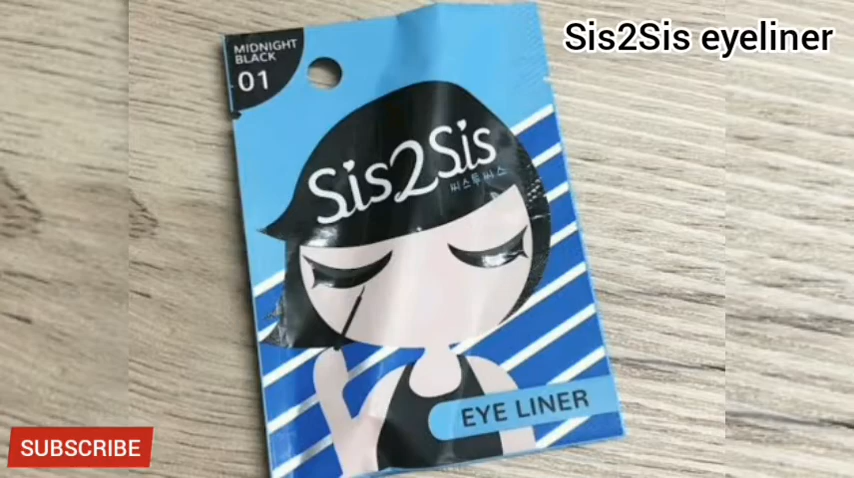 Sis2Sis eyeliner
MIDNIGHT
BLACK
01
Sis2Sis
씨스투씨스
EYE LINER
SUBSCRIBE